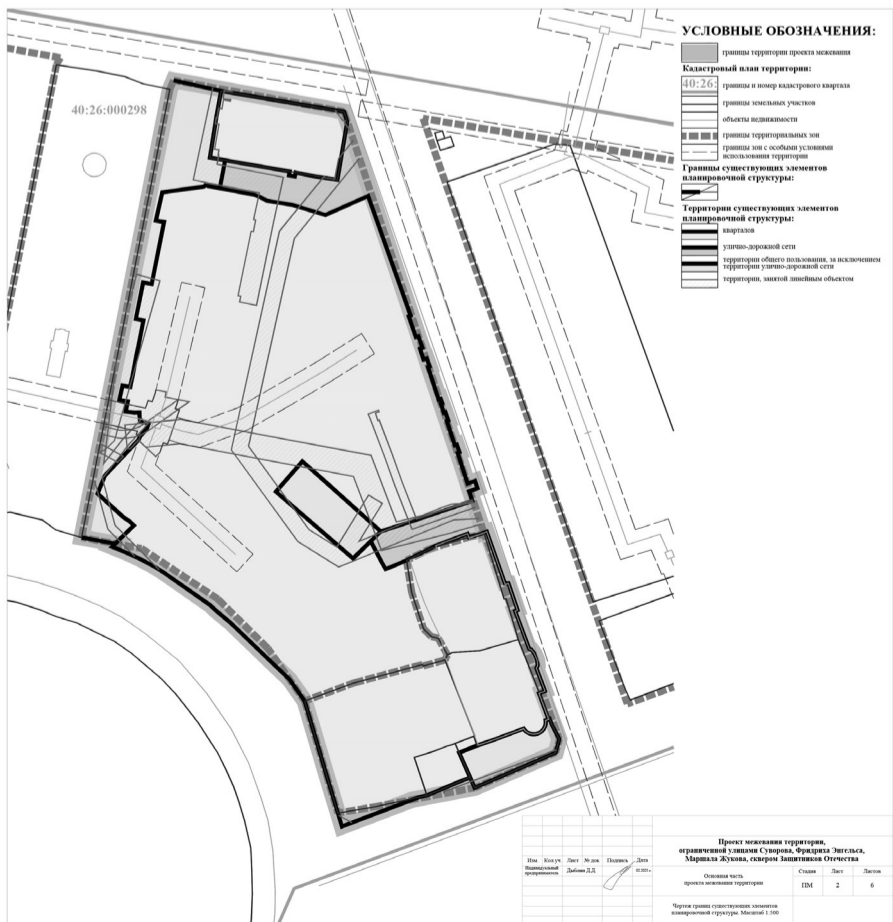 УСЛОВНЫЕ ОБОЗНАЧЕНИЯ:
границы территории проекта межевания
Кадастровый план территории:
40:26: границы и номер кадастрового квартала
границы земельных участков
объекты недвижимости
границы территориальных зон
границы зон с особыми условиями
использования территории
Границы существующих элементов
планировочной структуры:
Территории существующих элементов
планировочной структуры:
кварталов
улично-дорожной сети
территории общего пользования, за исключением
территории улично-дорожной сети
территории, занятой линейным объектом
40:26:000298
Проект межевания территории,
ограниченной улицами Суворова, Фридриха Энгельса,
Маршала Жукова, сквером Защитников Отечества
Изм Кол.уч Лист № док Подпись Дата
Индивидуальный
предприниматель Дыбин Д.Д.
Основная часть
проекта межевания территории
Стадия Лист Листов
ПМ 2 6
Чертеж границ существующих элементов
планировочной структуры. Масштаб 1:500